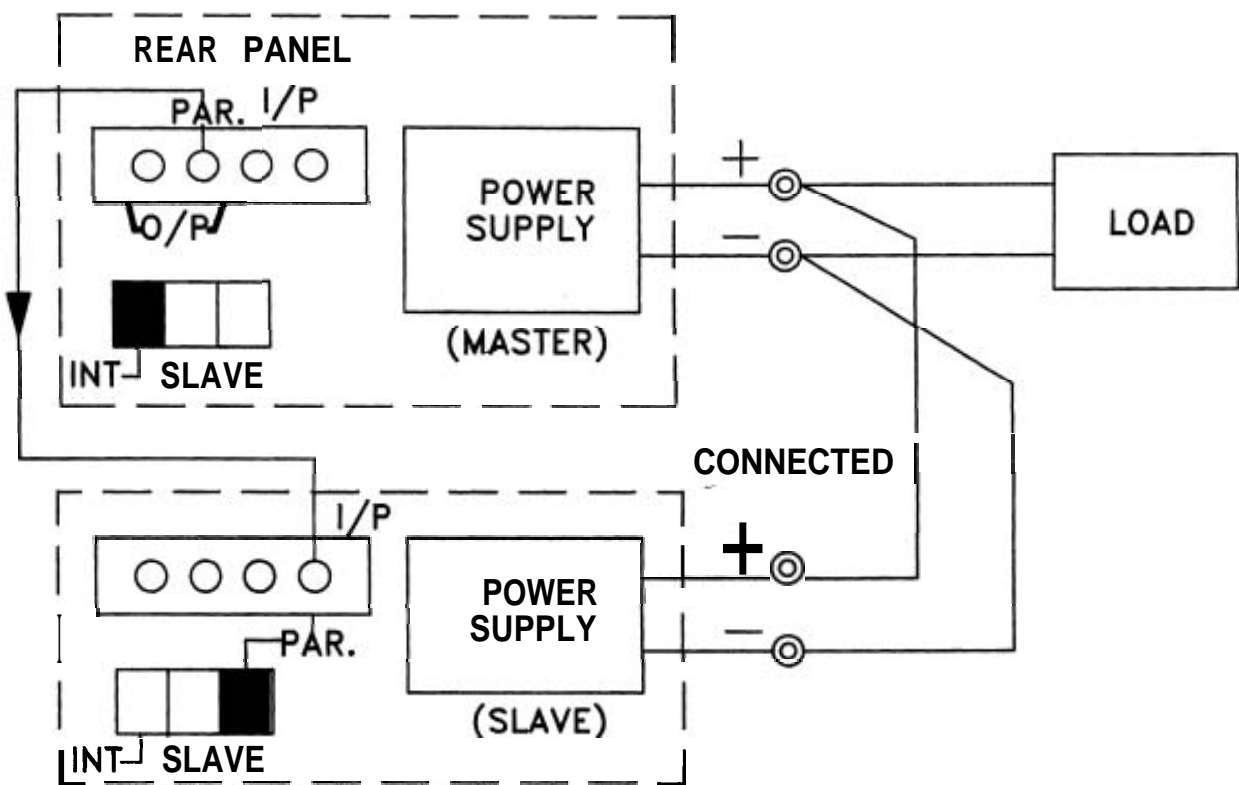 REAR PANEL
PAR. I/P
O/P
INT SLAVE
POWER
SUPPLY
(MASTER)
+
−
LOAD
CONNECTED
I/P
PAR.
INT SLAVE
POWER
SUPPLY
(SLAVE)
+
−